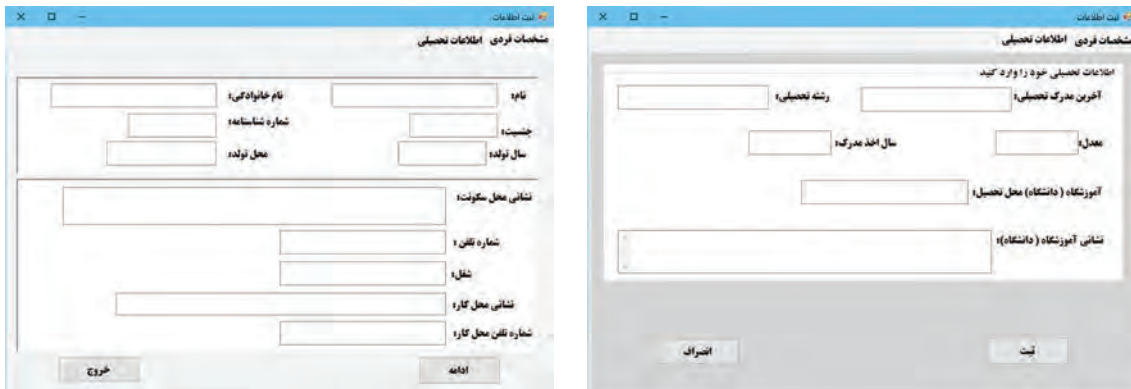 ثبت اطلاعات
مشخصات فردی اطلاعات تحصیلی
نام: نام خانوادگی:
جنسیت: شماره شناسنامه:
سال تولد: محل تولد:
نشانی محل سکونت:
شماره تلفن :
شغل:
نشانی محل کار:
شماره تلفن محل کار:
ادامه خروج
ثبت اطلاعات
مشخصات فردی اطلاعات تحصیلی
اطلاعات تحصیلی خود را وارد کنید
آخرین مدرک تحصیلی: رشته تحصیلی:
معدل: سال اخذ مدرک:
آموزشگاه ( دانشگاه) محل تحصیل:
نشانی آموزشگاه ( دانشگاه):
ثبت انصراف